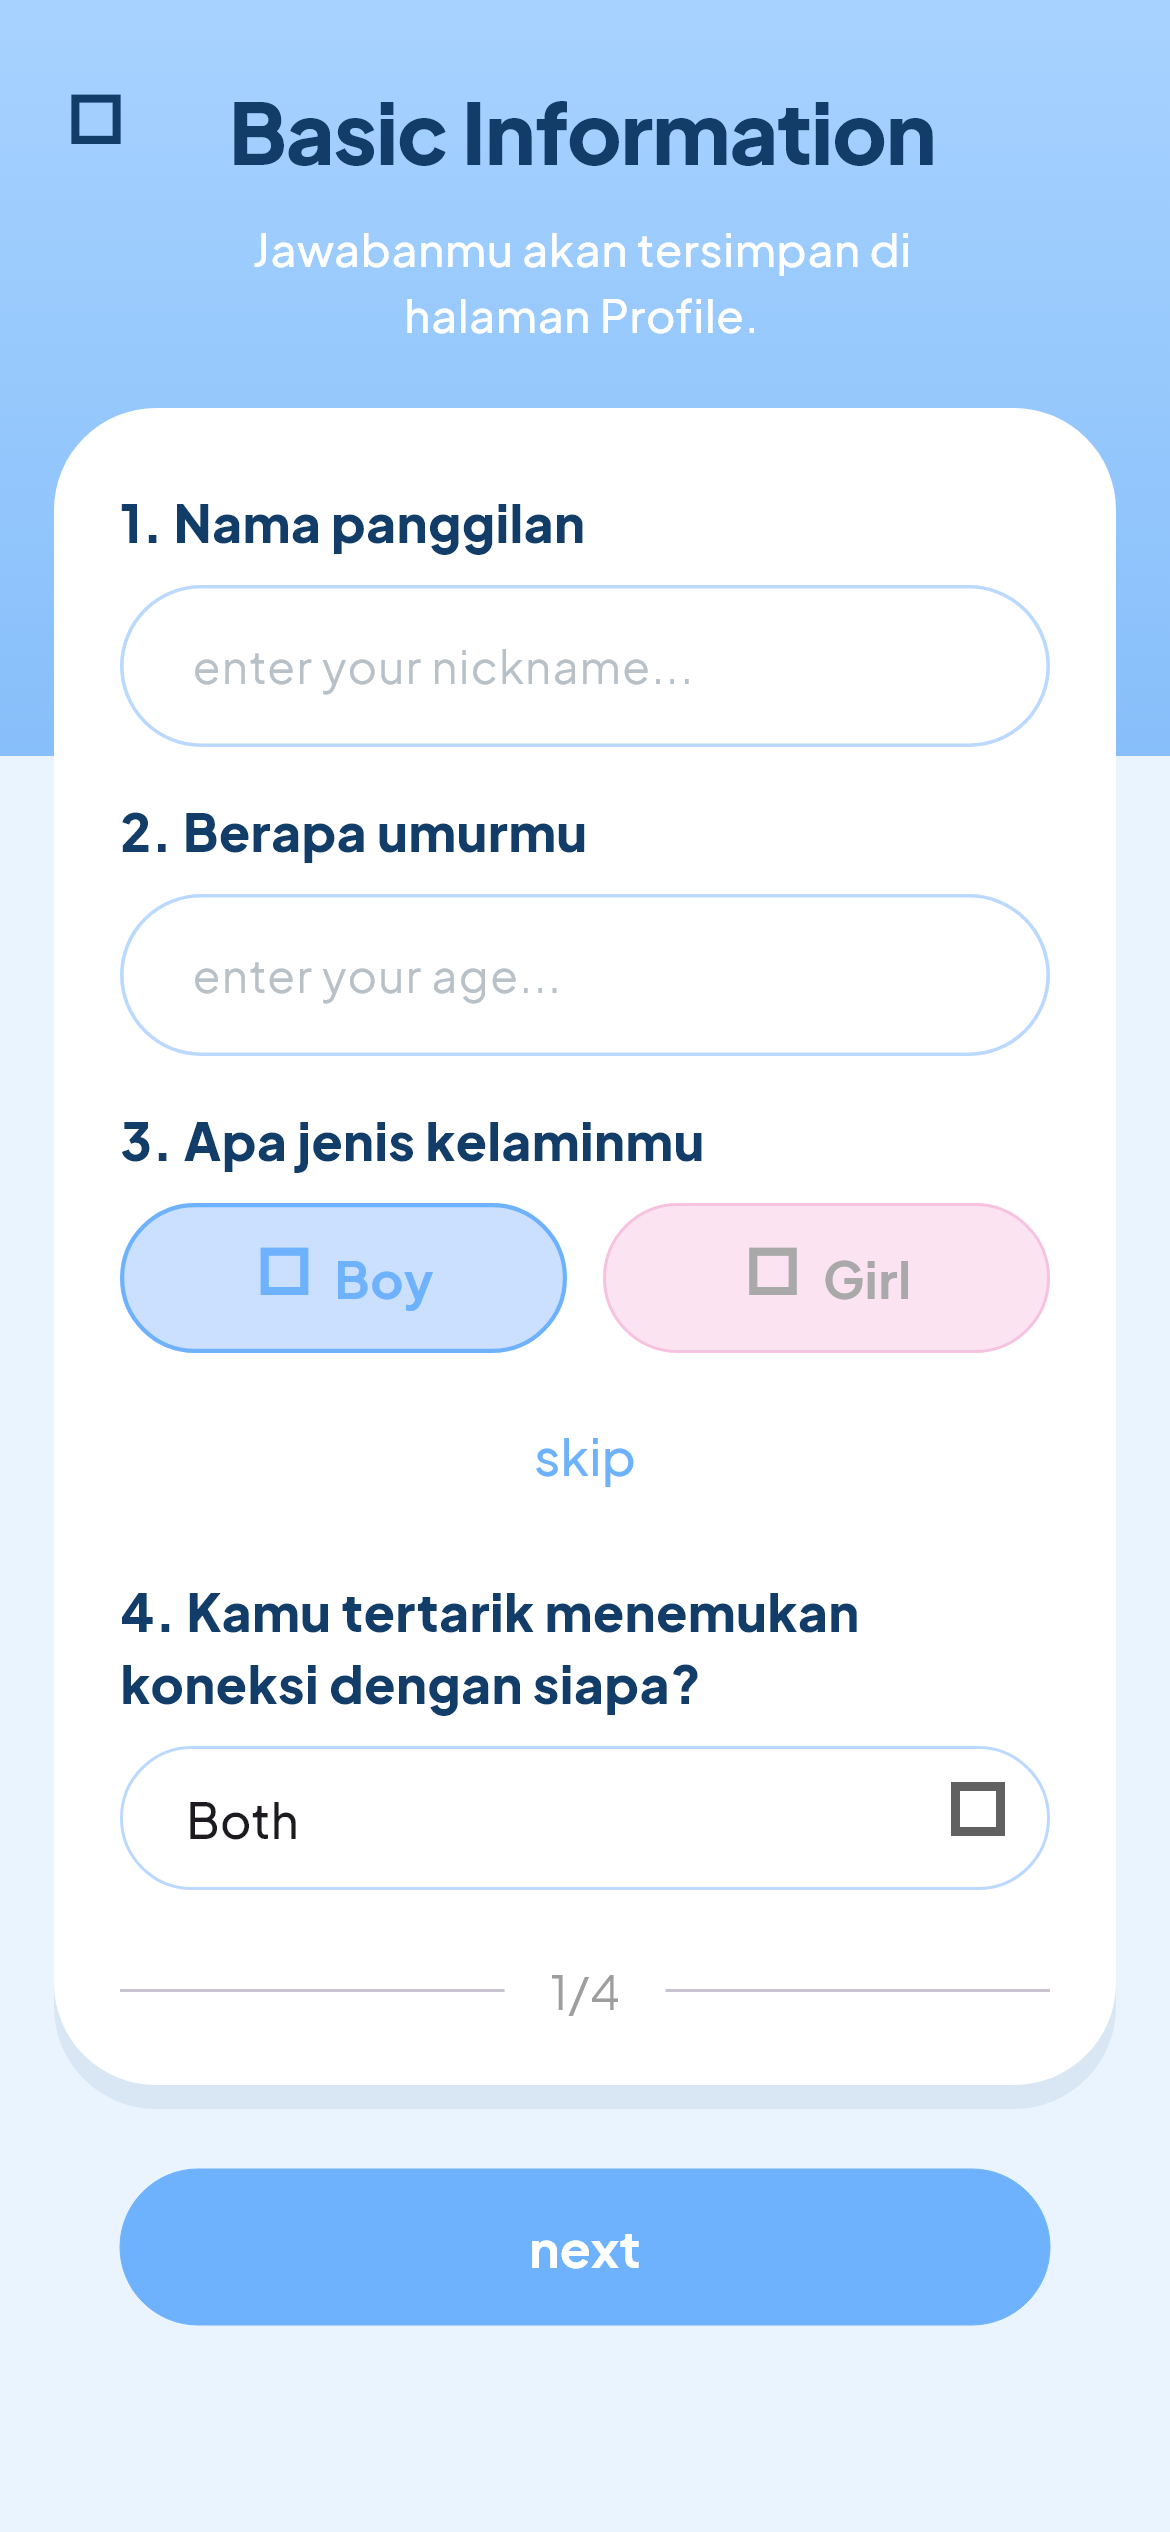 Basic Information
Jawabanmu akan tersimpan di
halaman Profile.
1. Nama panggilan
enter your nickname...
2. Berapa umurmu
enter your age...
3. Apa jenis kelaminmu
Boy
Girl
skip
4. Kamu tertarik menemukan
koneksi dengan siapa?
Both
1/4
next